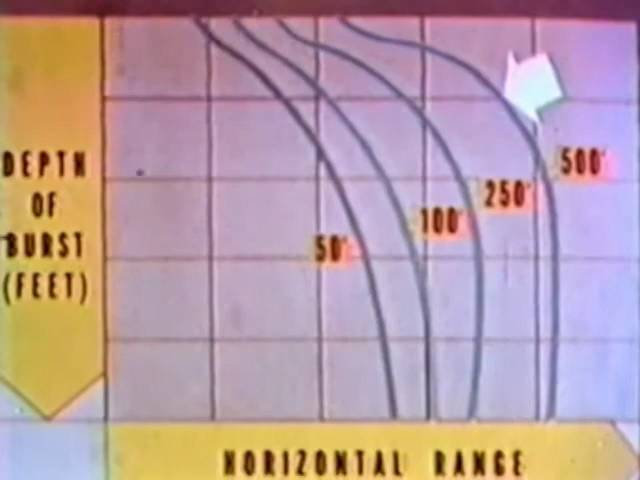 DEPTH
OF
BURST
(FEET)
50'
100'
250'
500'
HORIZONTAL RANGE